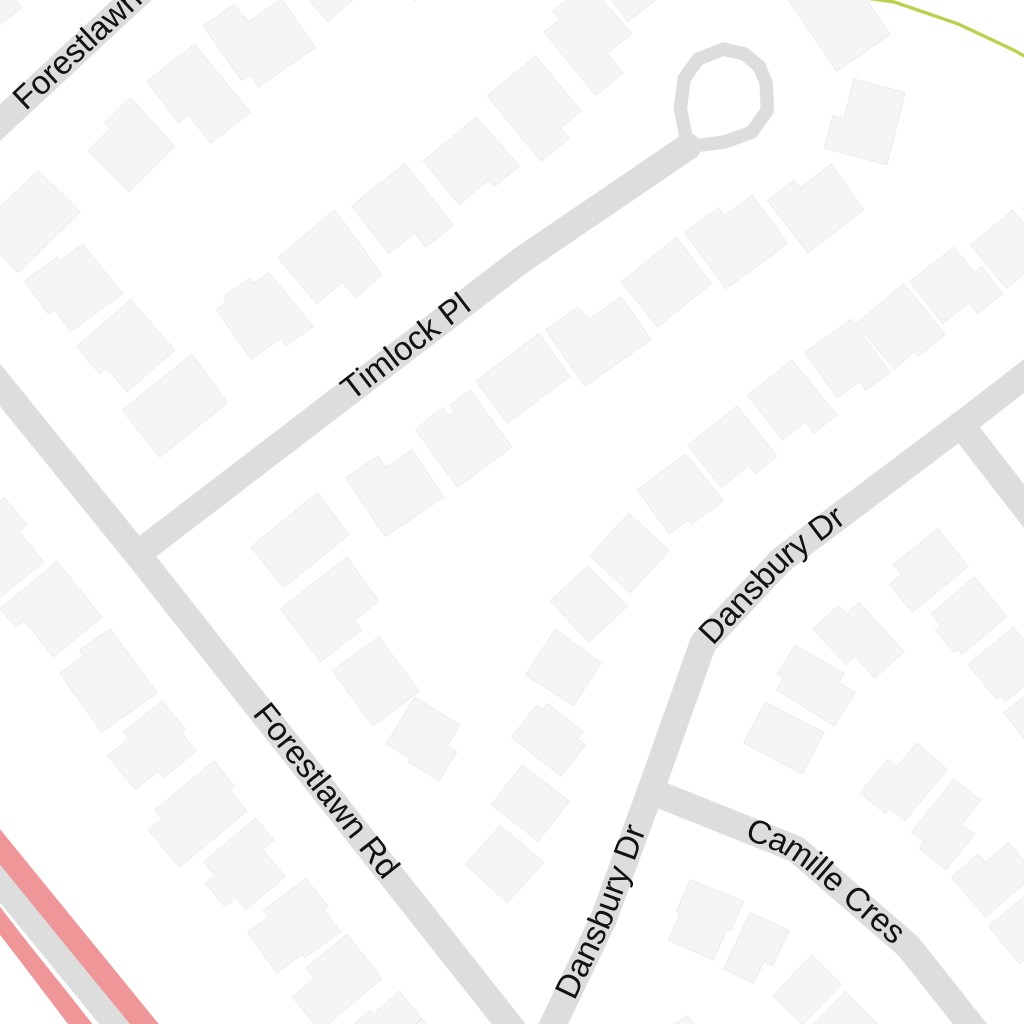 Forestlawn
Timlock Pl
Dansbury Dr
Forestlawn Rd
Camille Cres
Dansbury Dr